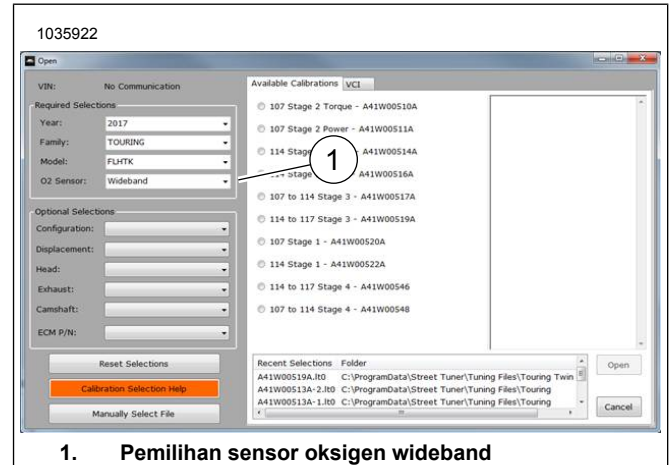 1035922
Open
VIN: No Communication
Required Selections
Year: 2017
Family: TOURING
Model: FLHTK
O2 Sensor: Wideband
Optional Selections
Configuration:
Displacement:
Head:
Exhaust:
Camshaft:
ECM P/N:
Reset Selections
Calibration Selection Help
Manually Select File
Available Calibrations VCI
107 Stage 2 Torque - A41W00510A
107 Stage 2 Power - A41W00511A
114 Stage - A41W00514A
Stage A41W00516A
107 to 114 Stage 3 - A41W00517A
114 to 117 Stage 3 - A41W00519A
107 Stage 1 - A41W00520A
114 Stage 1 - A41W00522A
114 to 117 Stage 4 - A41W00546
107 to 114 Stage 4 - A41W00548
1
Recent Selections Folder
A41W00519A.lt0 C:\ProgramData\Street Tuner\Tuning Files\Touring Twin
A41W00513A-2.lt0 C:\ProgramData\Street Tuner\Tuning Files\Touring
A41W00513A-1.lt0 C:\ProgramData\Street Tuner\Tuning Files\Touring
Open
Cancel
1. Pemilihan sensor oksigen wideband